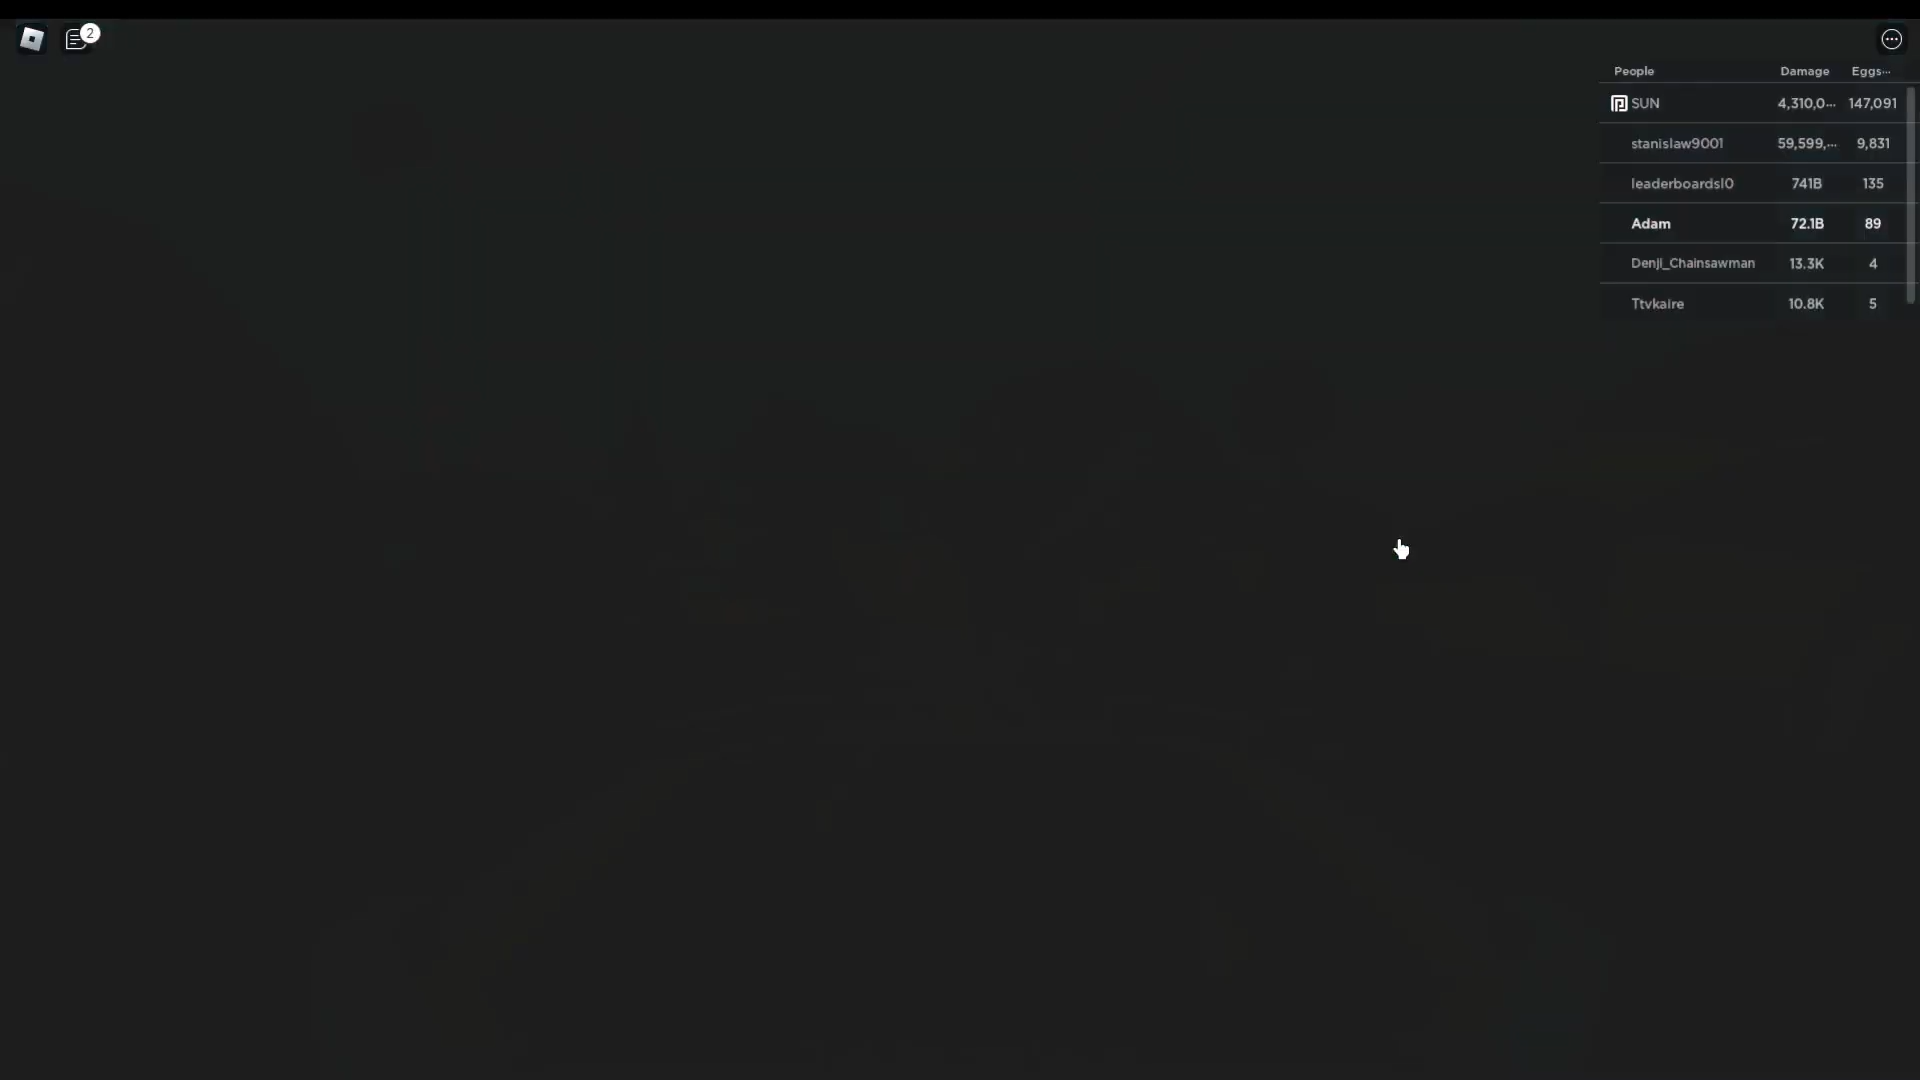 2
People Damage Eggs...
SUN 4,310,0... 147,091
stanislaw9001 59,599,... 9,831
leaderboardsl0 741B 135
Adam 72.1B 89
Denji_Chainsawman 13.3K 4
Ttvkaire 10.8K 5